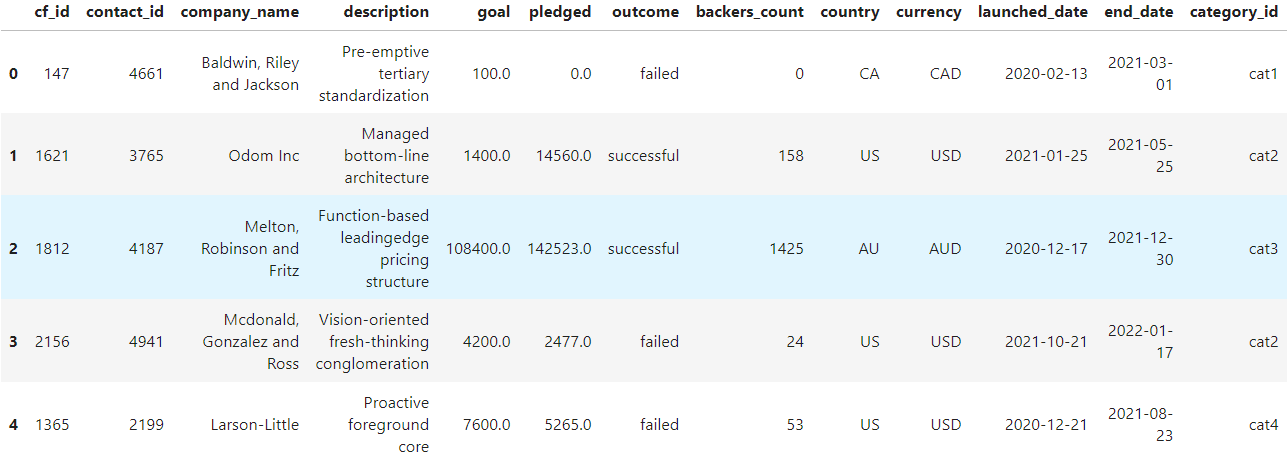 cf_id contact_id company_name description goal pledged outcome backers_count country currency launched_date end_date category_id
0 147 4661 Baldwin, Riley and Jackson Pre-emptive tertiary standardization 100.0 0.0 failed 0 CA CAD 2020-02-13 2021-03-01 cat1
1 1621 3765 Odom Inc Managed bottom-line architecture 1400.0 14560.0 successful 158 US USD 2021-01-25 2021-05-25 cat2
2 1812 4187 Melton, Robinson and Fritz Function-based leadingedge pricing structure 108400.0 142523.0 successful 1425 AU AUD 2020-12-17 2021-12-30 cat3
3 2156 4941 Mcdonald, Gonzalez and Ross Vision-oriented fresh-thinking conglomeration 4200.0 2477.0 failed 24 US USD 2021-10-21 2022-01-17 cat2
4 1365 2199 Larson-Little Proactive foreground core 7600.0 5265.0 failed 53 US USD 2020-12-21 2021-08-23 cat4